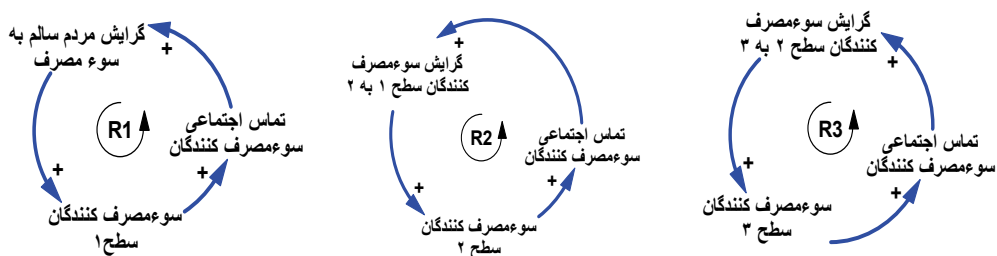 گرایش مردم سالم به
سوء مصرف
+
R1
تماس اجتماعی
سوءمصرف کنندگان
+
+
سوءمصرف کنندگان
سطح۱
+
گرایش سوءمصرف
کنندگان سطح ۱ به ۲
R2
تماس اجتماعی
سوءمصرف کنندگان
+
+
سوءمصرف کنندگان
سطح ۲
گرایش سوءمصرف
کنندگان سطح ۲ به ۳
+
R3
تماس اجتماعی
سوءمصرف کنندگان
+
+
سوءمصرف کنندگان
سطح ۳